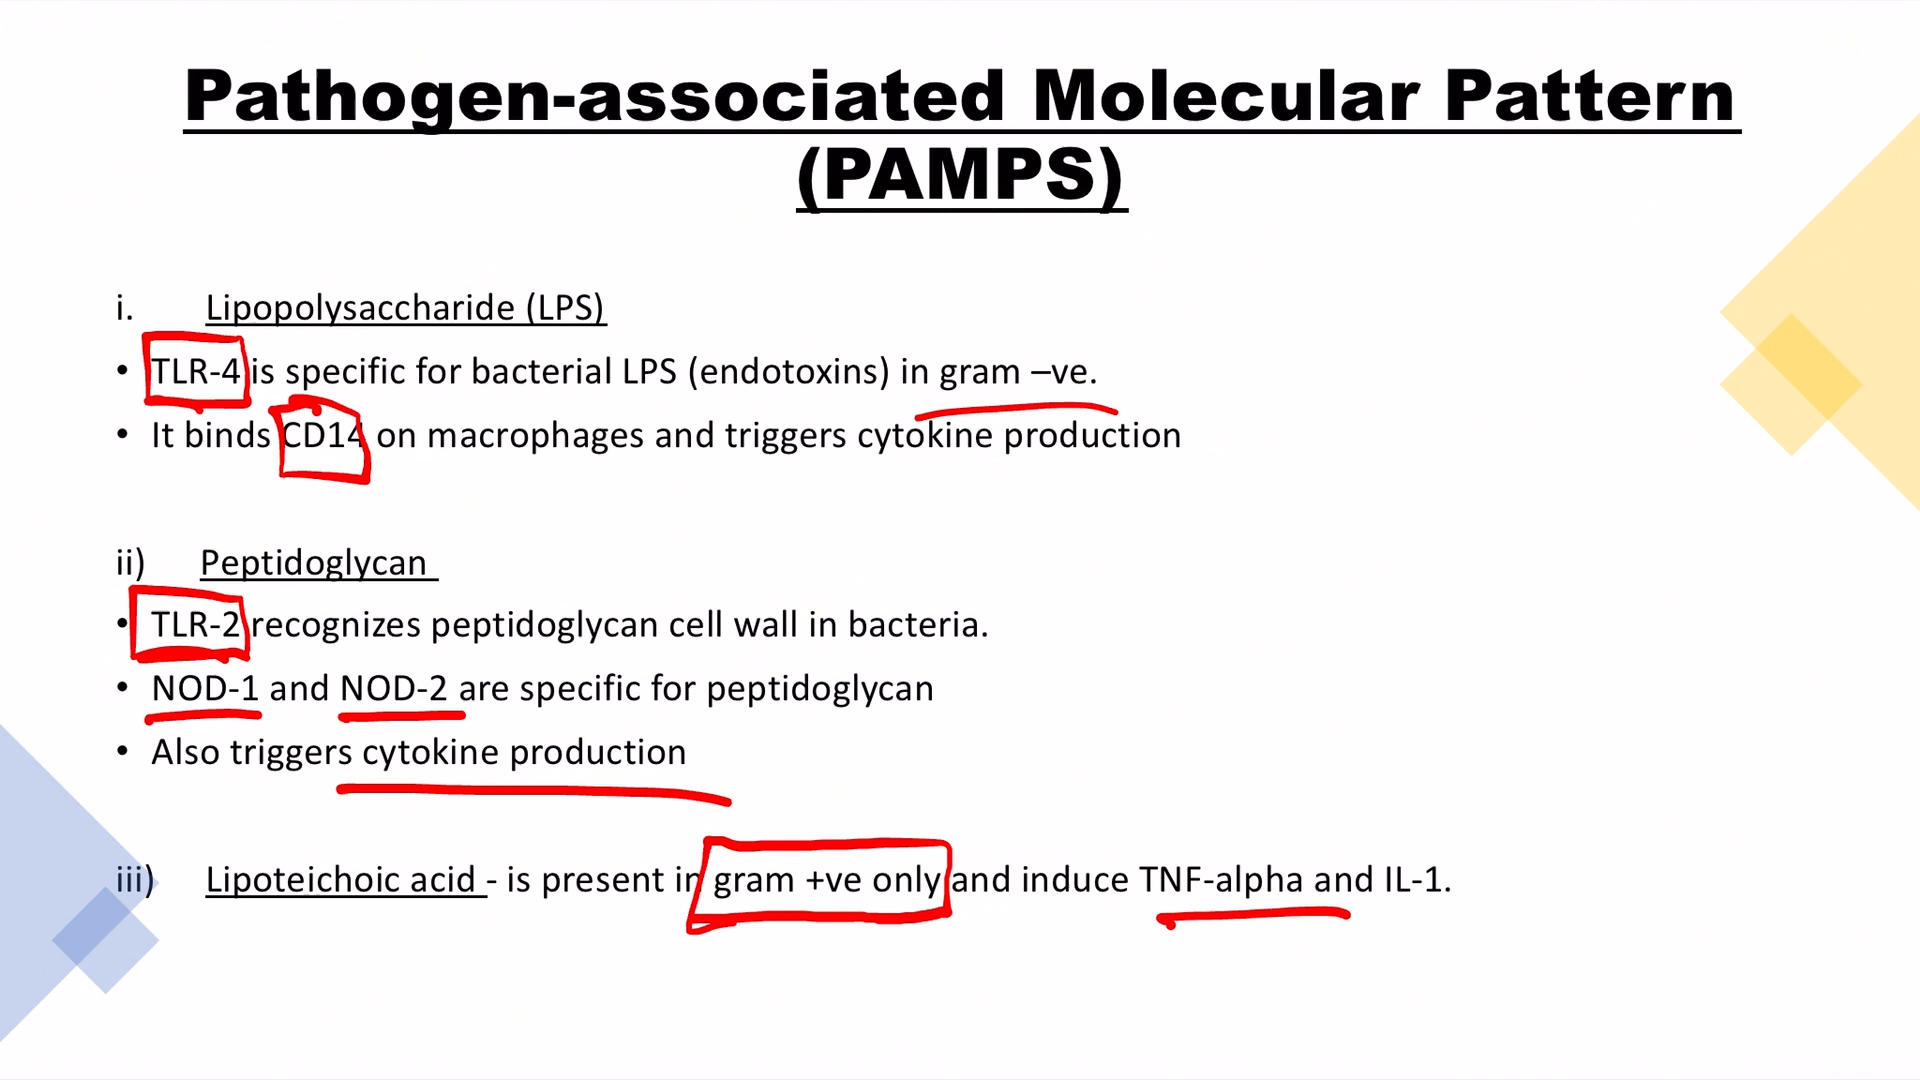 Pathogen-associated Molecular Pattern
(PAMPS)
i. Lipopolysaccharide (LPS)
• TLR-4 is specific for bacterial LPS (endotoxins) in gram –ve.
• It binds CD14 on macrophages and triggers cytokine production
ii) Peptidoglycan
• TLR-2 recognizes peptidoglycan cell wall in bacteria.
• NOD-1 and NOD-2 are specific for peptidoglycan
• Also triggers cytokine production
iii) Lipoteichoic acid - is present in gram +ve only and induce TNF-alpha and IL-1.